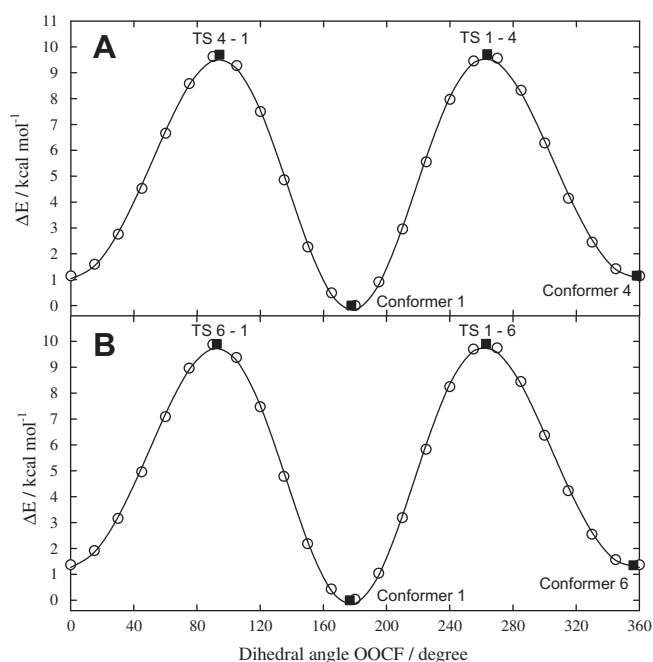 TS 4 - 1
TS 1 - 4
A
11
10
9
8
7
6
5
4
3
2
1
0
ΔE / kcal mol⁻¹
Conformer 1
Conformer 4
TS 6 - 1
TS 1 - 6
B
10
9
8
7
6
5
4
3
2
1
0
ΔE / kcal mol⁻¹
Conformer 1
Conformer 6
0 40 80 120 160 200 240 280 320 360
Dihedral angle OOCF / degree